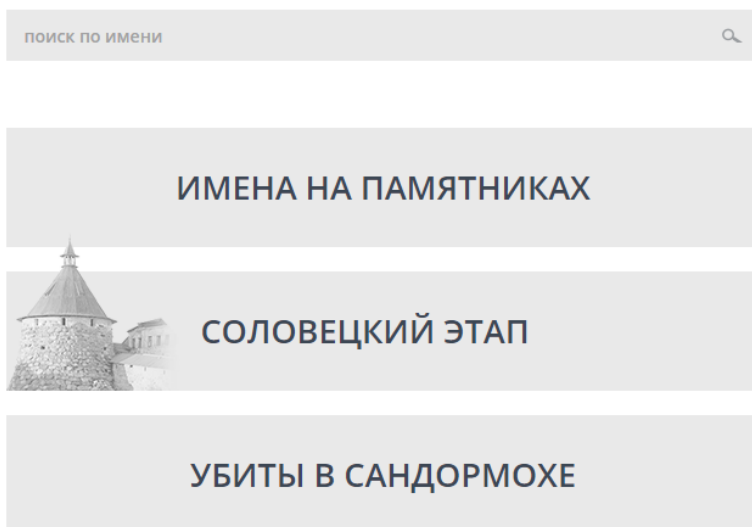 поиск по имени
ИМЕНА НА ПАМЯТНИКАХ
СОЛОВЕЦКИЙ ЭТАП
УБИТЫ В САНДОРМОХЕ